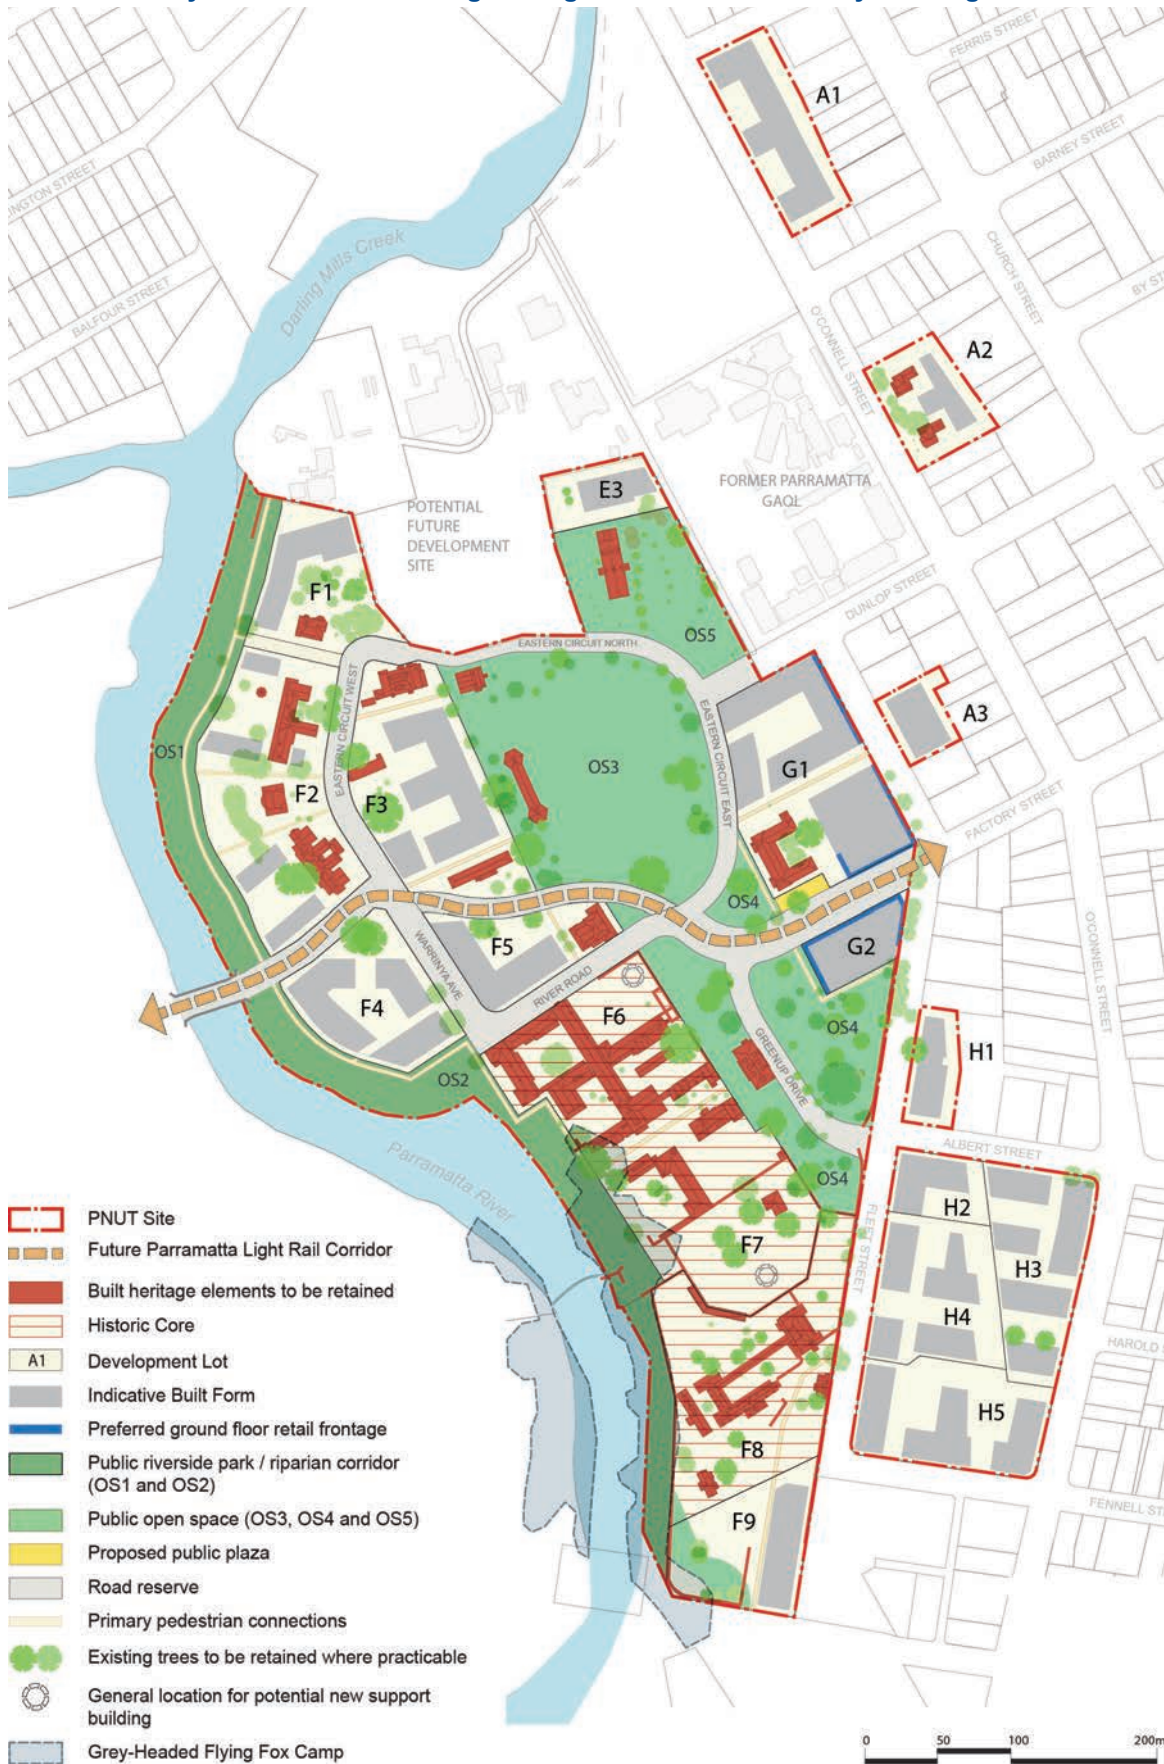 FERRIS STREET
A1
BARNEY STREET
INGTON STREET
Darling Mills Creek
CHURCH STREET
BALFOUR STREET
BY ST
O'CONNELL STREET
A2
E3
FORMER PARRAMATTA
GAOL
POTENTIAL
FUTURE
DEVELOPMENT
SITE
F1
DUNLOP STREET
OS5
EASTERN CIRCUIT NORTH
EASTERN CIRCUIT WEST
A3
OS1
EASTERN CIRCUIT EAST
OS3
G1
F2
F3
FACTORY STREET
OS4
F5
G2
WARRINYA AVE
O'CONNELL STREET
RIVER ROAD
F4
F6
OS4
GREENUP DRIVE
H1
OS2
ALBERT STREET
Parramatta River
OS4
H2
FLEET STREET
F7
H3
H4
HAROLD S
H5
F8
FENNELL ST
F9
PNUT Site
Future Parramatta Light Rail Corridor
Built heritage elements to be retained
Historic Core
A1 Development Lot
Indicative Built Form
Preferred ground floor retail frontage
Public riverside park / riparian corridor
(OS1 and OS2)
Public open space (OS3, OS4 and OS5)
Proposed public plaza
Road reserve
Primary pedestrian connections
Existing trees to be retained where practicable
General location for potential new support
building
Grey-Headed Flying Fox Camp
0 50 100 200m